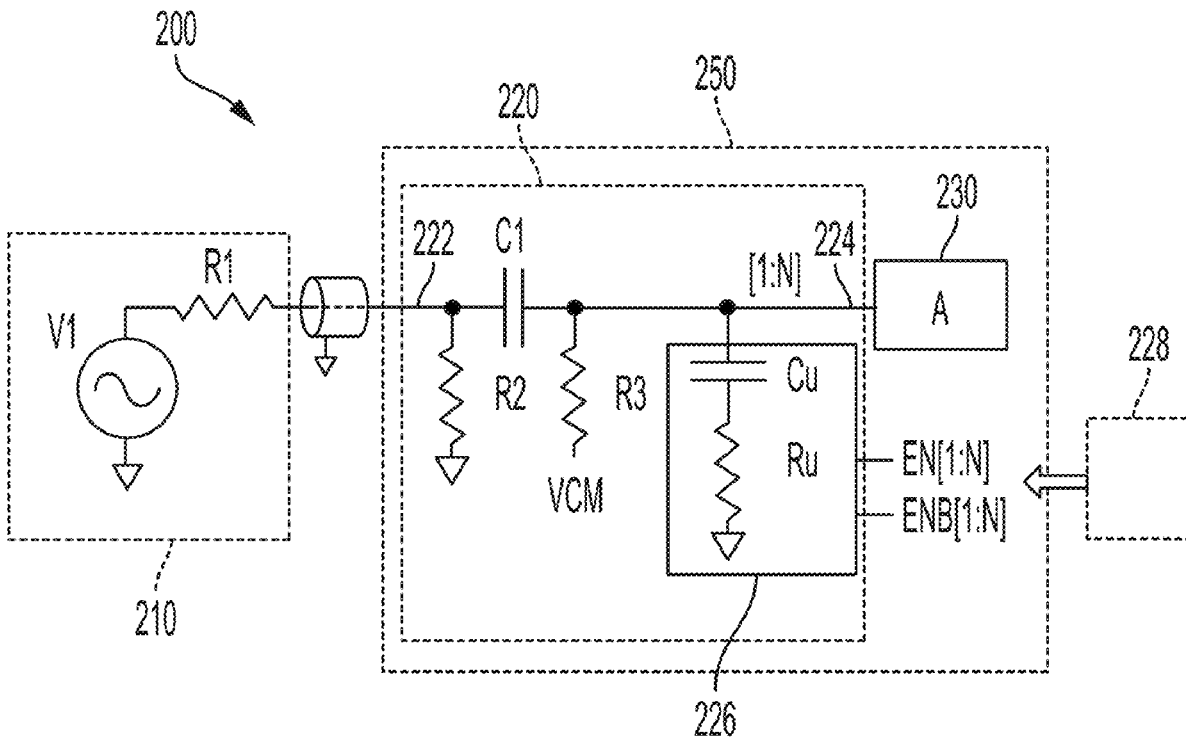 200
250
220
230
222
C1
224
R1
[1:N]
A
V1
228
R2
R3
Cu
Ru
EN[1:N]
VCM
ENB[1:N]
210
226